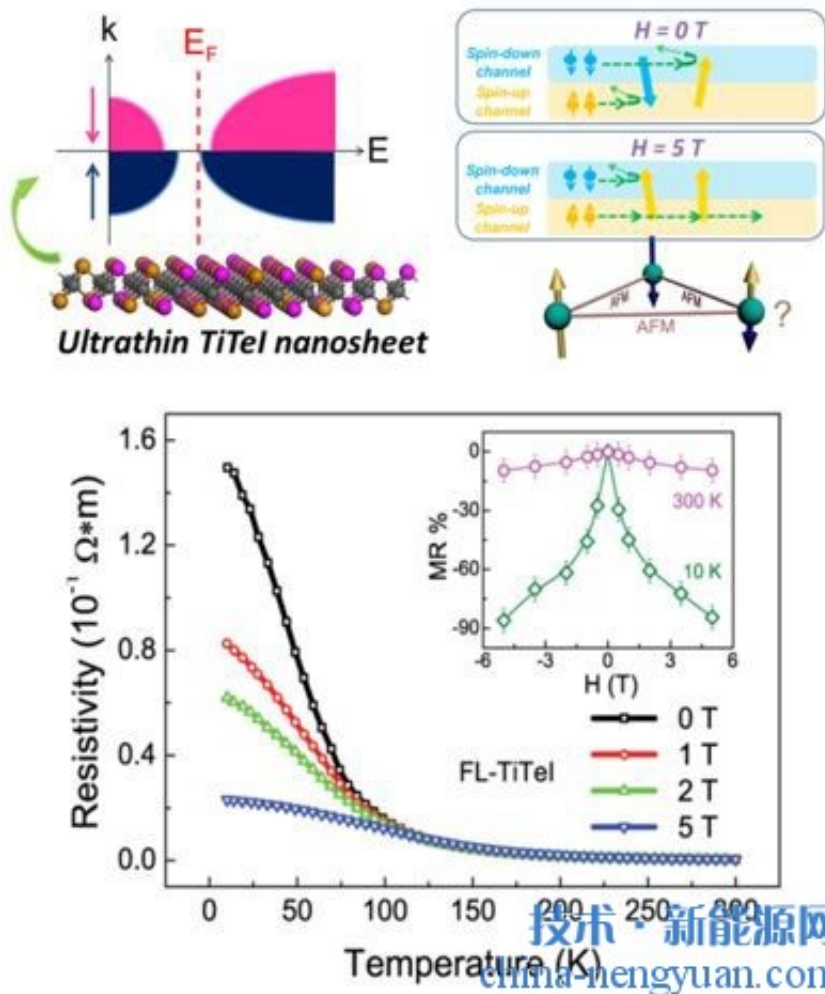 k
E_F
E
Ultrathin TiTeI nanosheet
H = 0 T
Spin-down
channel
Spin-up
channel
H = 5 T
Spin-down
channel
Spin-up
channel
AFM
AFM
AFM
?
Resistivity (10⁻¹ Ω*m)
1.6
1.2
0.8
0.4
0.0
0
50
100
150
200
250
300
Temperature (K)
MR %
0
-30
-60
-90
-6
-3
0
3
6
H (T)
300 K
10 K
FL-TiTeI
0 T
1 T
2 T
5 T
技术·新能源网
china-nengyuan.com